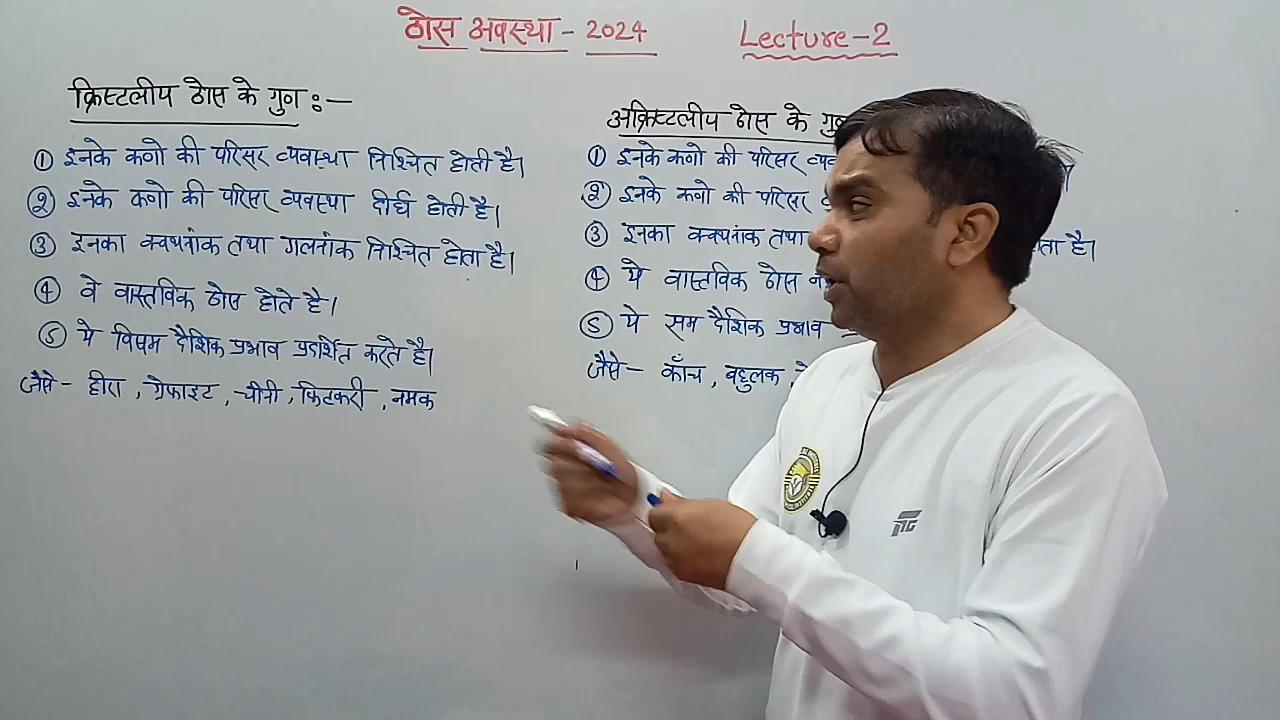 ठोस अवस्था - 2024 Lecture-2
क्रिस्टलीय ठोस के गुण :—
① इनके कणो की परिसर व्यवस्था निश्चित होती है।
② इनके कणो की परिसर व्यवस्था दीर्घ होती है।
③ इनका क्वथनांक तथा गलनांक निश्चित होता है।
④ वे वास्तविक ठोस होते है।
⑤ ये विषम दैशिक प्रभाव प्रदर्शित करते है।
जैसे - हीरा, ग्रेफाइट, चीनी, फिटकरी, नमक
अक्रिस्टलीय ठोस के
① इनके कणो की परिसर
② इनके कणो की परिसर
③ इनका क्वथनांक तथा ोता है।
④ ये वास्तविक ठोस
⑤ ये सम दैशिक प्रभाव
जैसे - काँच, बहुलक,